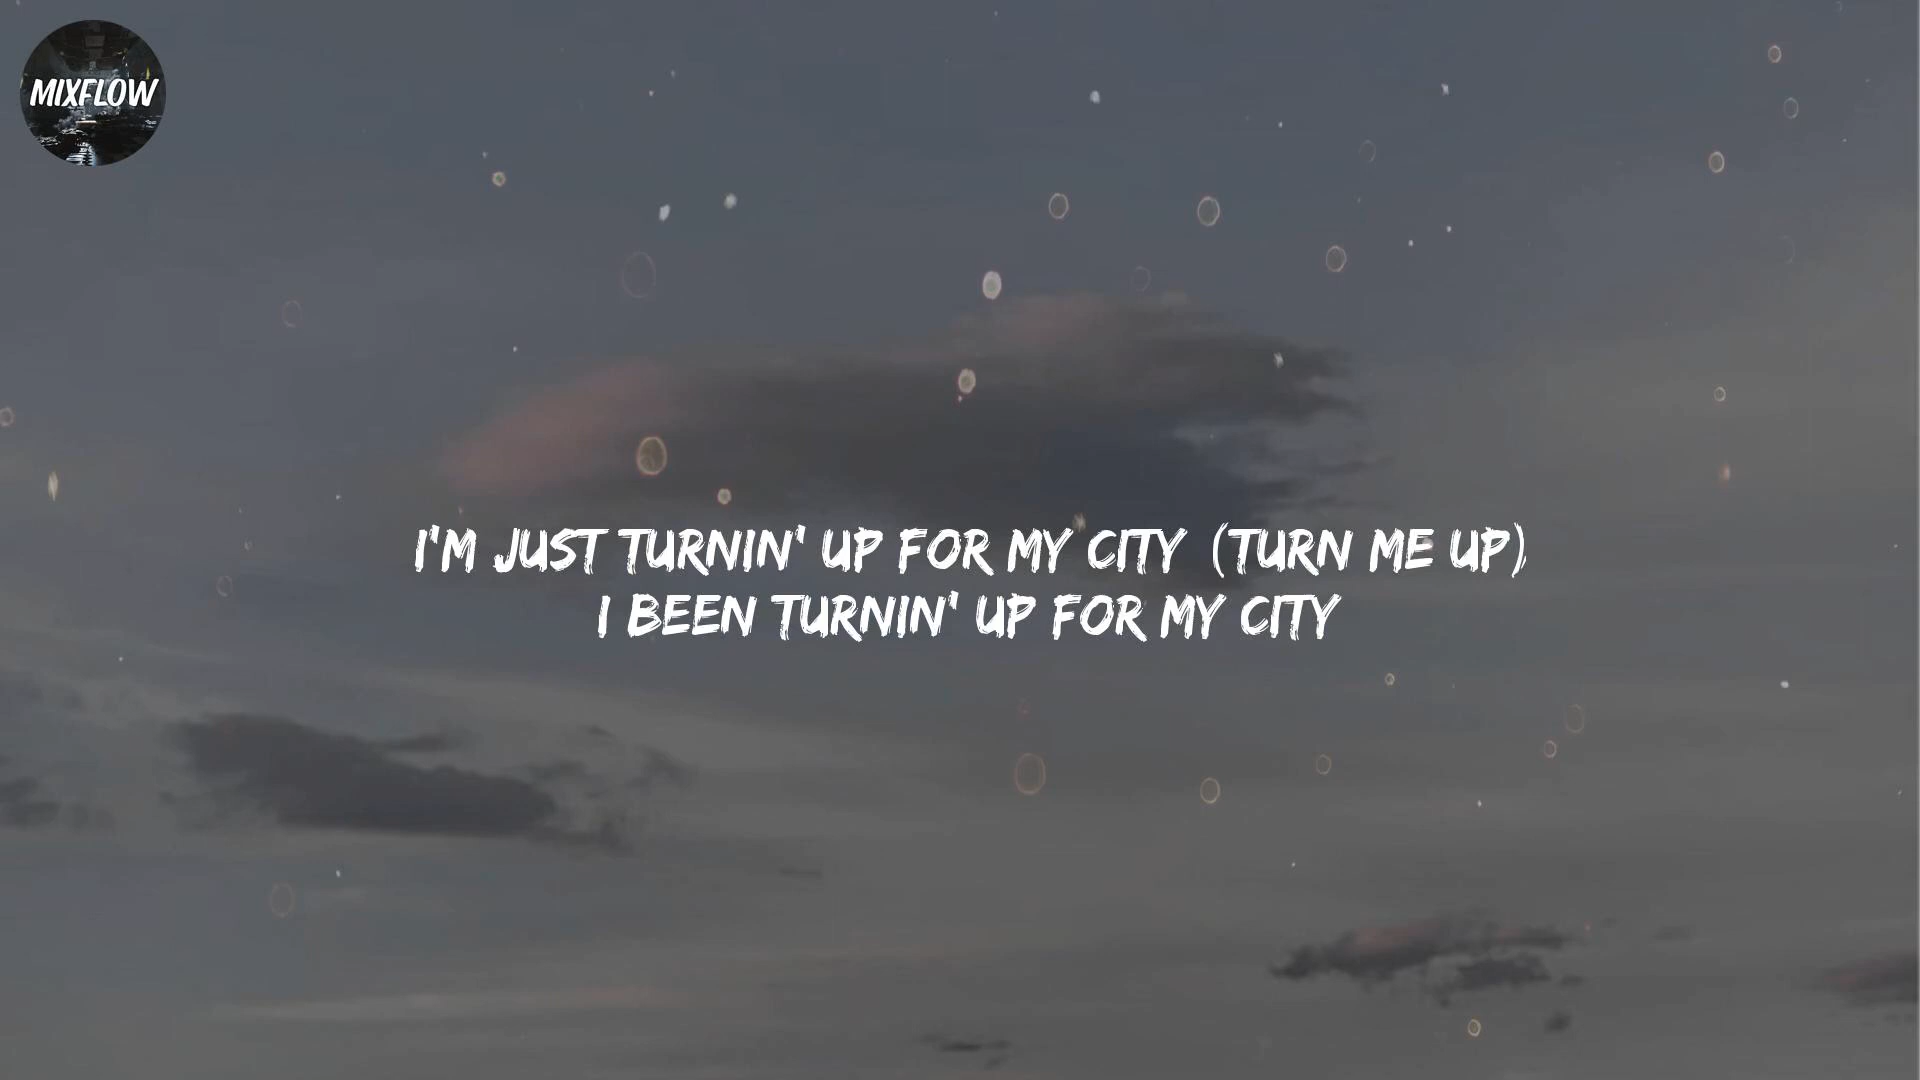 MIXFLOW
I'M JUST TURNIN' UP FOR MY CITY (TURN ME UP)
I BEEN TURNIN' UP FOR MY CITY